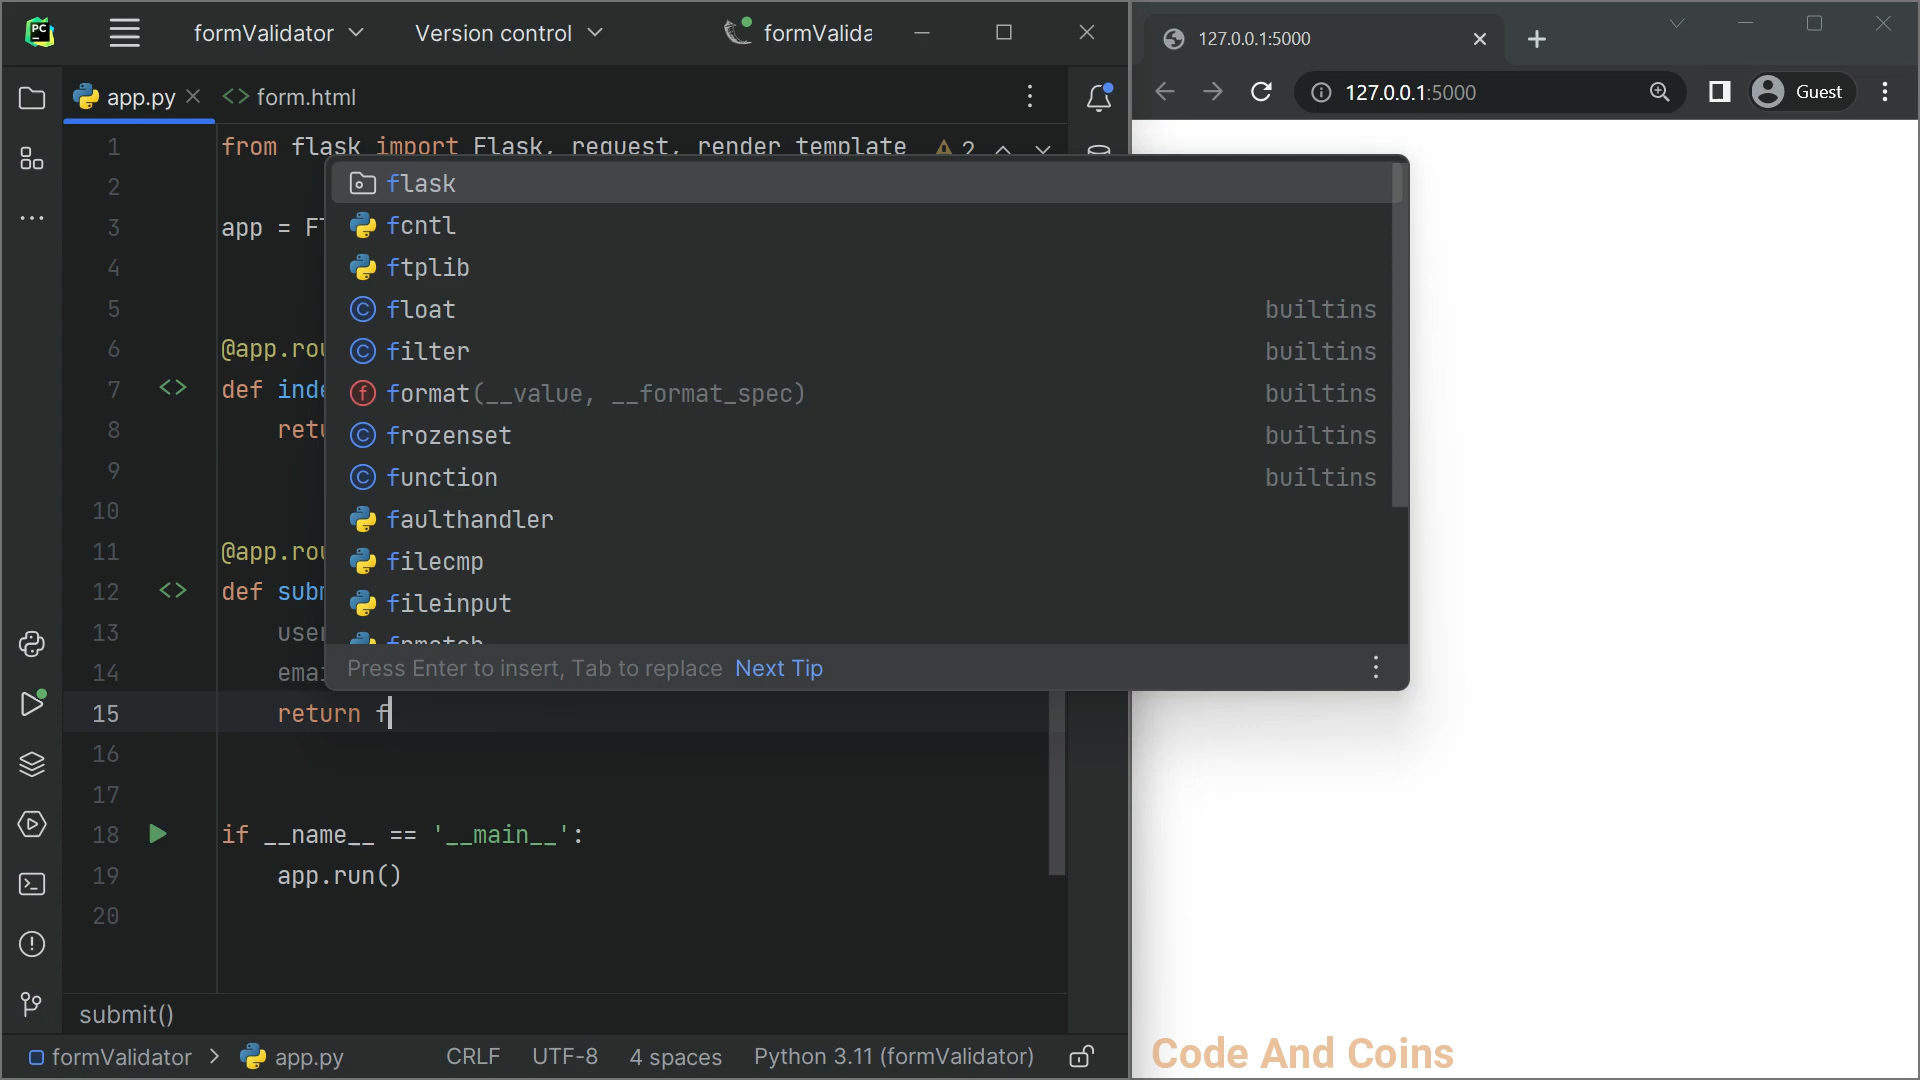 PC
formValidator
Version control
formValida
app.py
form.html
1 from flask import Flask, request, render_template
2
2
3 app = F
4
5
6 @app.rou
7 def inde
8 retu
9
10
11 @app.rou
12 def subm
13 user
14 emai
15 return f
16
17
18 if __name__ == '__main__':
19 app.run()
20
flask
fcntl
ftplib
float builtins
filter builtins
format(__value, __format_spec) builtins
frozenset builtins
function builtins
faulthandler
filecmp
fileinput
fnmatch
Press Enter to insert, Tab to replace Next Tip
submit()
formValidator > app.py
CRLF UTF-8 4 spaces Python 3.11 (formValidator)
127.0.0.1:5000
127.0.0.1:5000
Guest
Code And Coins